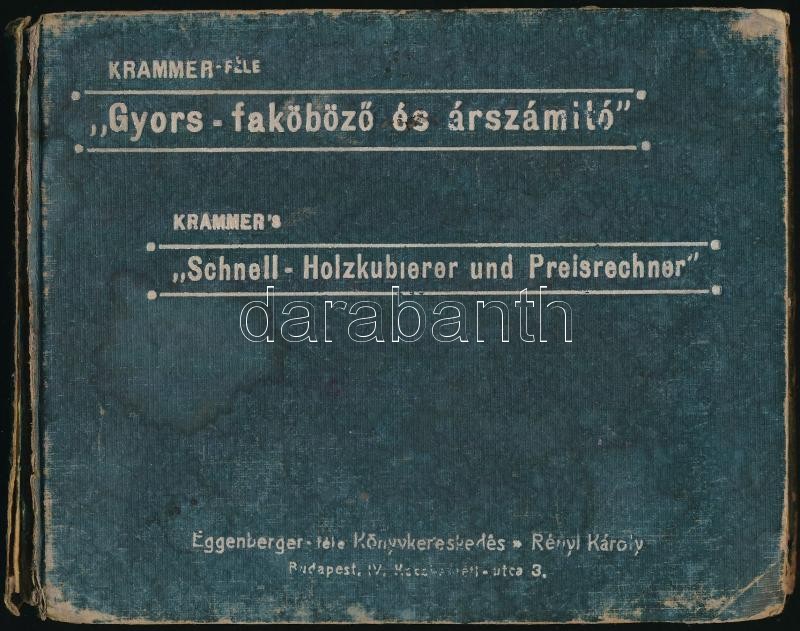 KRAMMER-FÉLE
„Gyors - faköböző és árszámító"
KRAMMER's
„Schnell - Holzkubierer und Preisrechner"
darabanth
Eggenberger - féle Könyvkereskedés » Rényi Károly
Budapest, IV, Kecskeméti - utca 3.